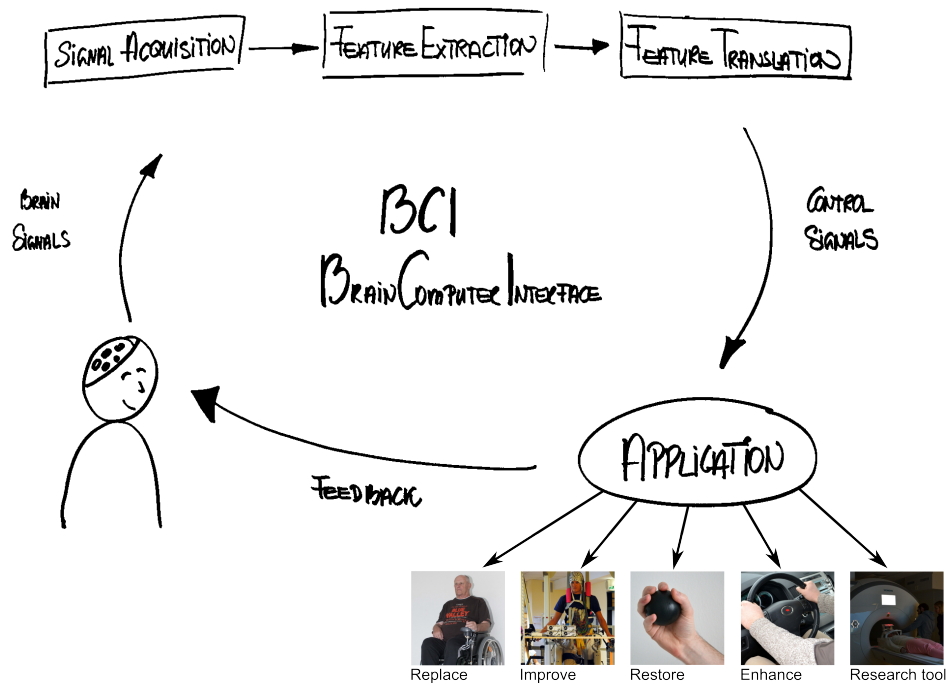 SIGNAL ACQUISITION
FEATURE EXTRACTION
FEATURE TRANSLATION
BRAIN
SIGNALS
BCI
BRAIN COMPUTER INTERFACE
CONTROL
SIGNALS
APPLICATION
FEEDBACK
Replace
Improve
Restore
Enhance
Research tool